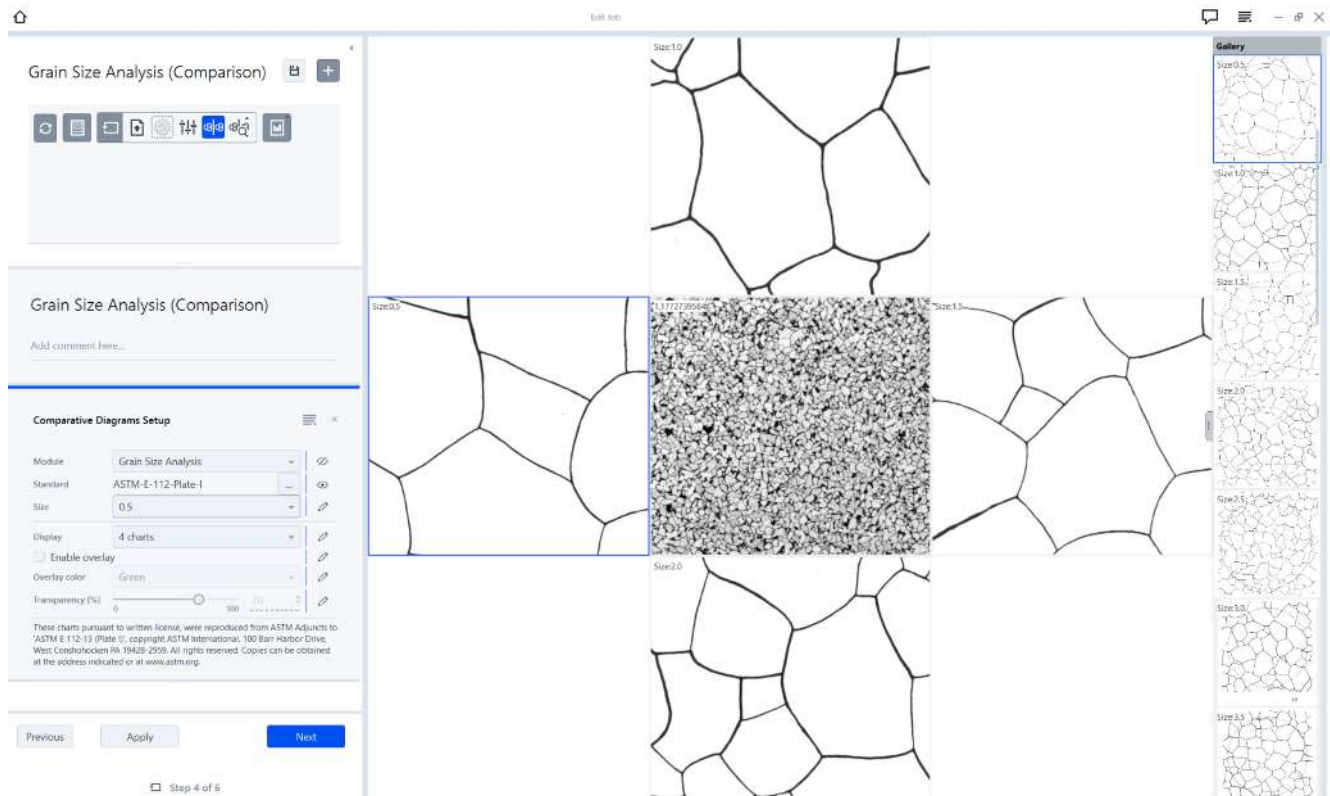 Edit Job
Grain Size Analysis (Comparison)
Grain Size Analysis (Comparison)
Add comment here...
Comparative Diagrams Setup
Module Grain Size Analysis
Standard ASTM-E-112-Plate-I ...
Size 0.5
Display 4 charts
Enable overlay
Overlay color Green
Transparency (%) 0 100 70
These charts pursuant to written license, were reproduced from ASTM Adjuncts to
'ASTM E 112-13 (Plate I)', copyright ASTM International, 100 Barr Harbor Drive,
West Conshohocken PA 19428-2959. All rights reserved. Copies can be obtained
at the address indicated or at www.astm.org.
Previous Apply Next
Step 4 of 6
Size:1.0
Size:0.5
Size:1.5
Size:2.0
Gallery
Size:0.5
Size:1.0
Size:1.5
Size:2.0
Size:2.5
Size:3.0
Size:3.5